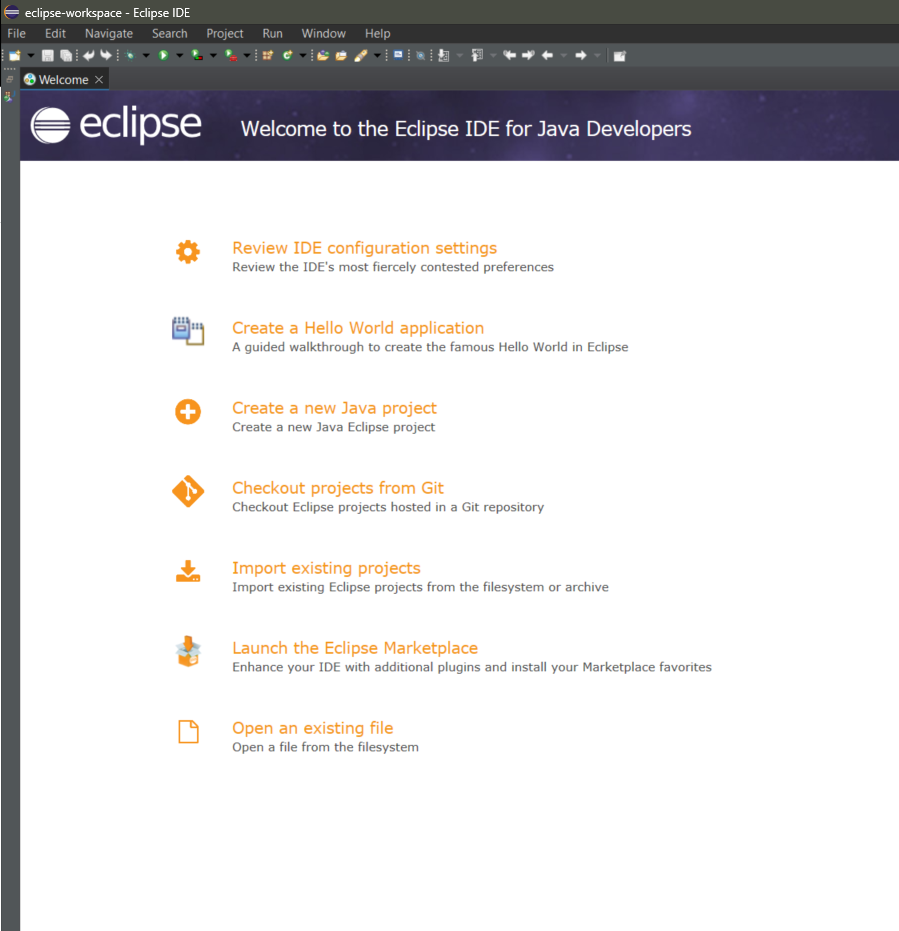 eclipse-workspace - Eclipse IDE
File Edit Navigate Search Project Run Window Help
Welcome
eclipse Welcome to the Eclipse IDE for Java Developers
Review IDE configuration settings
Review the IDE's most fiercely contested preferences
Create a Hello World application
A guided walkthrough to create the famous Hello World in Eclipse
Create a new Java project
Create a new Java Eclipse project
Checkout projects from Git
Checkout Eclipse projects hosted in a Git repository
Import existing projects
Import existing Eclipse projects from the filesystem or archive
Launch the Eclipse Marketplace
Enhance your IDE with additional plugins and install your Marketplace favorites
Open an existing file
Open a file from the filesystem